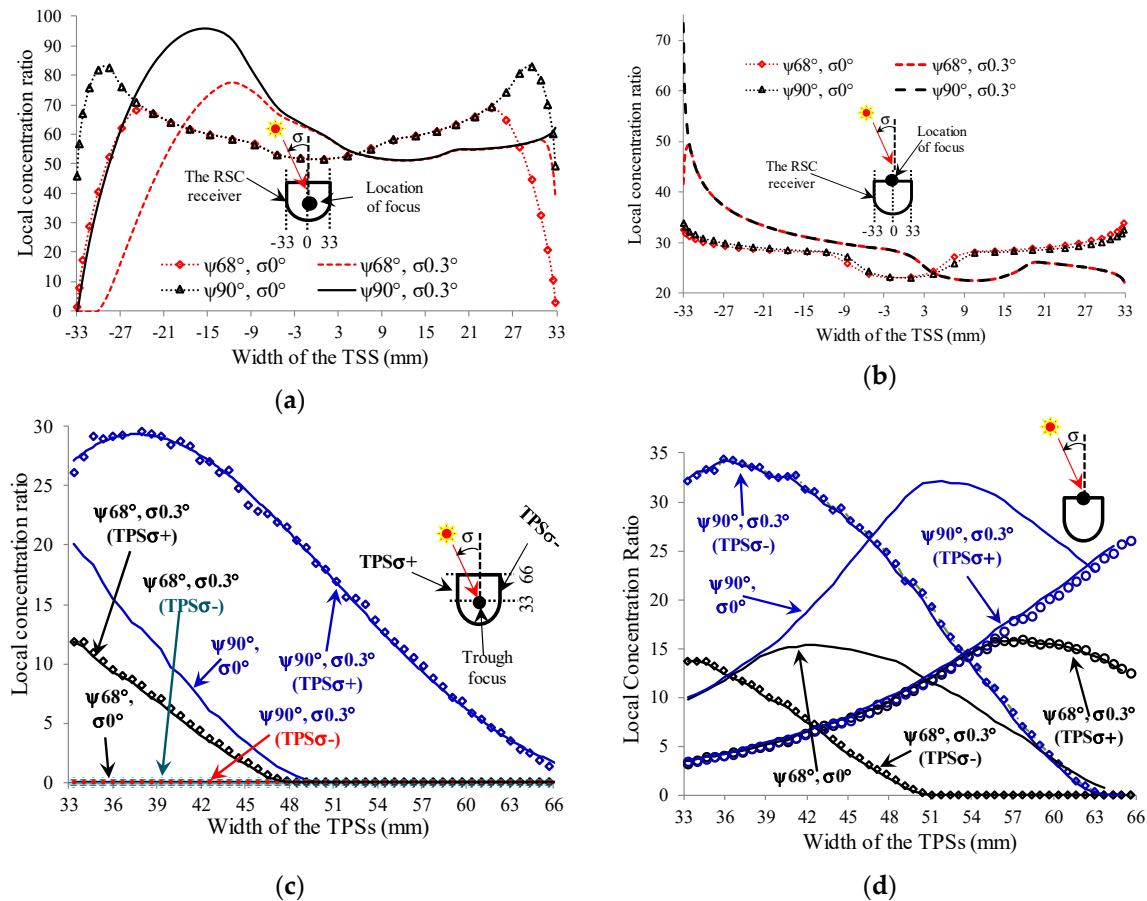 Local concentration ratio
100
90
80
70
60
50
40
30
20
10
0
σ
The RSC
receiver
Location
of focus
-33 0 33
ψ68°, σ0°
ψ68°, σ0.3°
ψ90°, σ0°
ψ90°, σ0.3°
-33 -27 -21 -15 -9 -3 3 9 15 21 27 33
Width of the TSS (mm)
(a)
Local concentration ratio
70
60
50
40
30
20
ψ68°, σ0°
ψ68°, σ0.3°
ψ90°, σ0°
ψ90°, σ0.3°
σ
Location
of focus
The RSC
receiver
-33 0 33
-33 -27 -21 -15 -9 -3 3 9 15 21 27 33
Width of the TSS (mm)
(b)
Local concentration ratio
30
25
20
15
10
5
0
ψ68°, σ0.3°
(TPSσ+)
ψ68°, σ0.3°
(TPSσ-)
ψ90°,
σ0°
ψ68°,
σ0°
ψ90°, σ0.3°
(TPSσ+)
ψ90°, σ0.3°
(TPSσ-)
σ
TPSσ+
TPSσ-
33 66
Trough
focus
33 36 39 42 45 48 51 54 57 60 63 66
Width of the TPSs (mm)
(c)
Local Concentration Ratio
35
30
25
20
15
10
5
0
σ
ψ90°, σ0.3°
(TPSσ-)
ψ90°,
σ0°
ψ90°, σ0.3°
(TPSσ+)
ψ68°, σ0°
ψ68°, σ0.3°
(TPSσ-)
ψ68°, σ0.3°
(TPSσ+)
33 36 39 42 45 48 51 54 57 60 63 66
Width of the TPSs (mm)
(d)